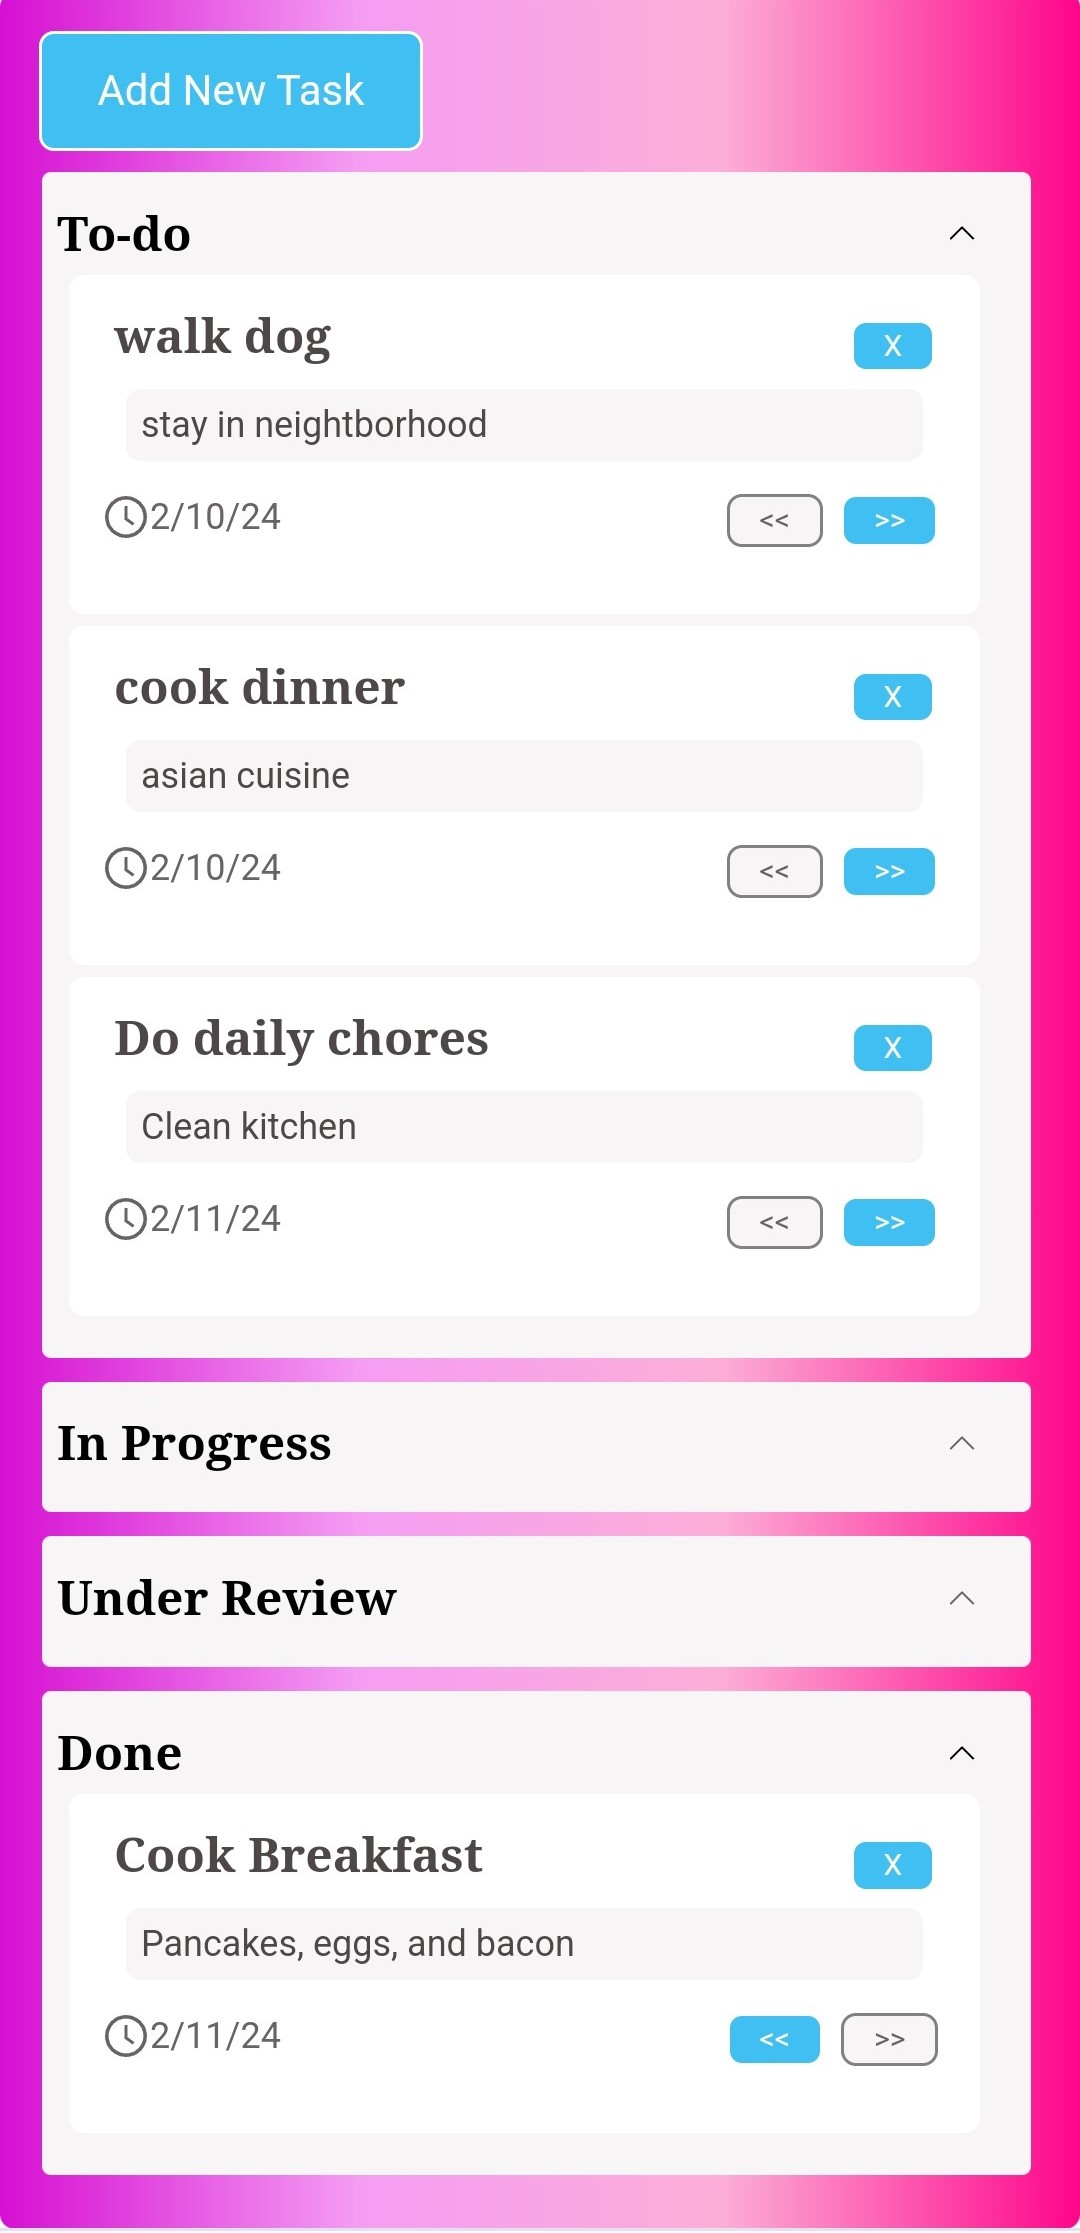 Add New Task
To-do
walk dog
X
stay in neightborhood
2/10/24
<<
>>
cook dinner
X
asian cuisine
2/10/24
<<
>>
Do daily chores
X
Clean kitchen
2/11/24
<<
>>
In Progress
Under Review
Done
Cook Breakfast
X
Pancakes, eggs, and bacon
2/11/24
<<
>>